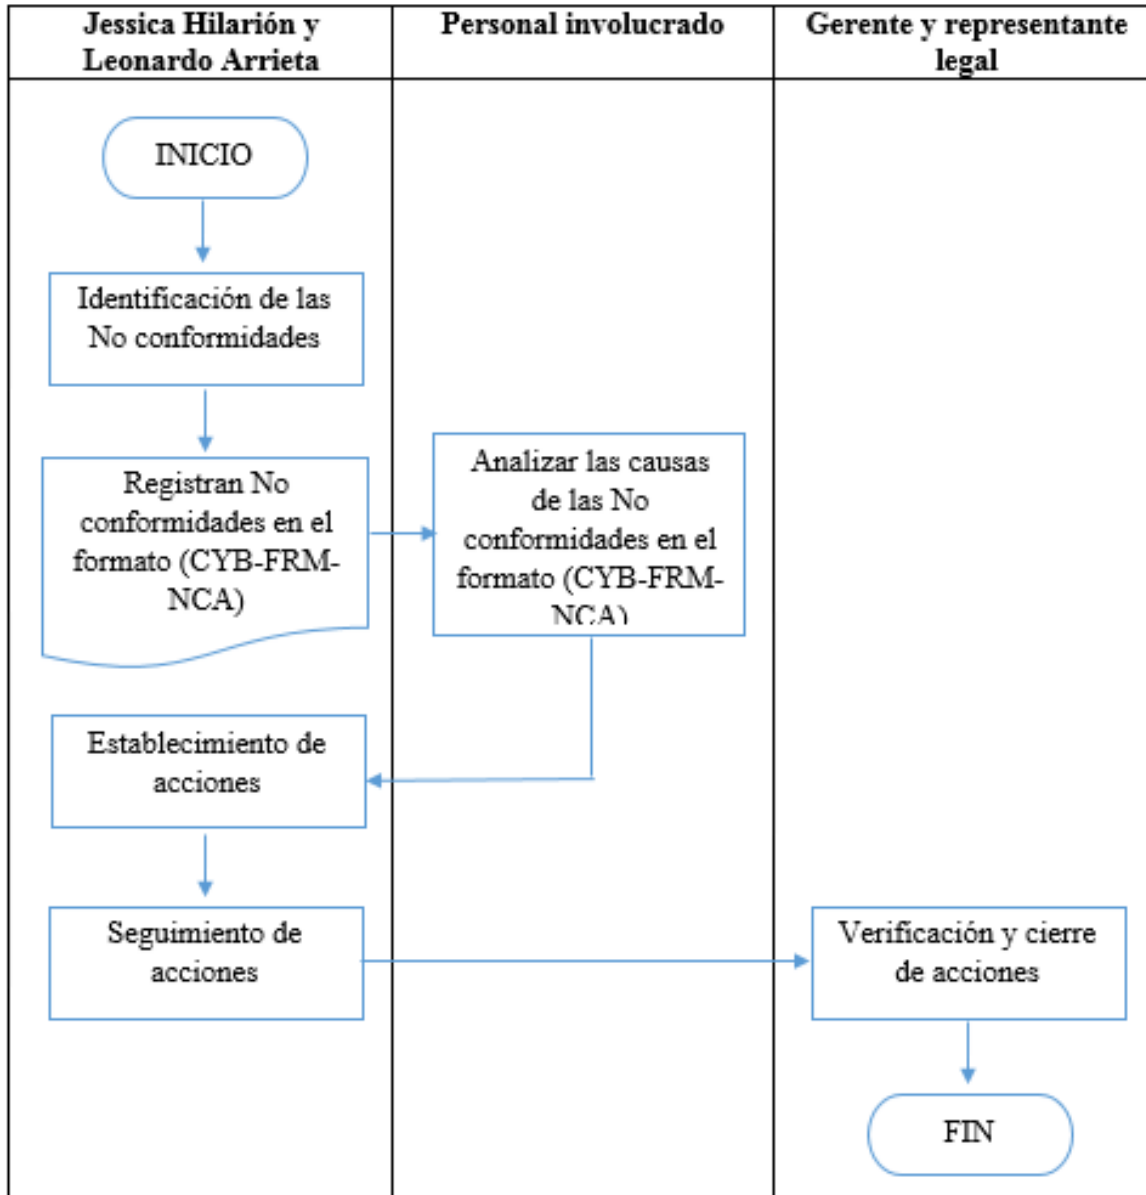 Jessica Hilarión y
Leonardo Arrieta
Personal involucrado
Gerente y representante
legal
INICIO
Identificación de las
No conformidades
Registran No
conformidades en el
formato (CYB-FRM-
NCA)
Analizar las causas
de las No
conformidades en el
formato (CYB-FRM-
NCA)
Establecimiento de
acciones
Seguimiento de
acciones
Verificación y cierre
de acciones
FIN